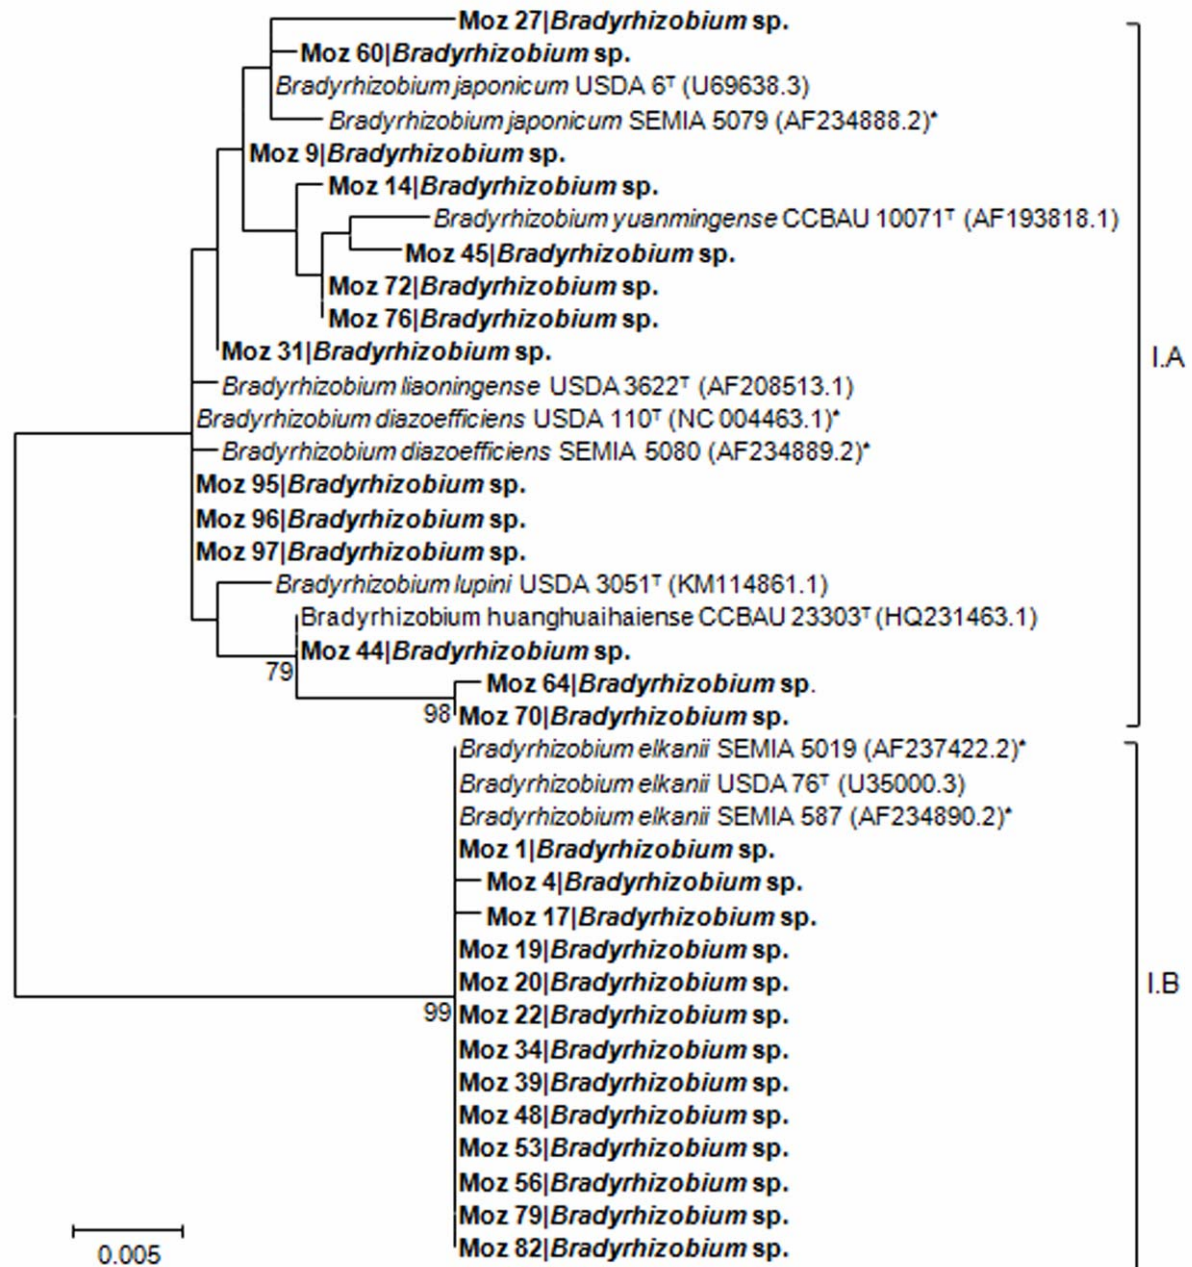 Moz 27|Bradyrhizobium sp.
Moz 60|Bradyrhizobium sp.
Bradyrhizobium japonicum USDA 6ᵀ (U69638.3)
Bradyrhizobium japonicum SEMIA 5079 (AF234888.2)*
Moz 9|Bradyrhizobium sp.
Moz 14|Bradyrhizobium sp.
Bradyrhizobium yuanmingense CCBAU 10071ᵀ (AF193818.1)
Moz 45|Bradyrhizobium sp.
Moz 72|Bradyrhizobium sp.
Moz 76|Bradyrhizobium sp.
Moz 31|Bradyrhizobium sp.
I.A
Bradyrhizobium liaoningense USDA 3622ᵀ (AF208513.1)
Bradyrhizobium diazoefficiens USDA 110ᵀ (NC 004463.1)*
Bradyrhizobium diazoefficiens SEMIA 5080 (AF234889.2)*
Moz 95|Bradyrhizobium sp.
Moz 96|Bradyrhizobium sp.
Moz 97|Bradyrhizobium sp.
Bradyrhizobium lupini USDA 3051ᵀ (KM114861.1)
Bradyrhizobium huanghuaihaiense CCBAU 23303ᵀ (HQ231463.1)
Moz 44|Bradyrhizobium sp.
79
Moz 64|Bradyrhizobium sp.
98 Moz 70|Bradyrhizobium sp.
Bradyrhizobium elkanii SEMIA 5019 (AF237422.2)*
Bradyrhizobium elkanii USDA 76ᵀ (U35000.3)
Bradyrhizobium elkanii SEMIA 587 (AF234890.2)*
Moz 1|Bradyrhizobium sp.
Moz 4|Bradyrhizobium sp.
Moz 17|Bradyrhizobium sp.
Moz 19|Bradyrhizobium sp.
Moz 20|Bradyrhizobium sp.
I.B
99 Moz 22|Bradyrhizobium sp.
Moz 34|Bradyrhizobium sp.
Moz 39|Bradyrhizobium sp.
Moz 48|Bradyrhizobium sp.
Moz 53|Bradyrhizobium sp.
Moz 56|Bradyrhizobium sp.
Moz 79|Bradyrhizobium sp.
Moz 82|Bradyrhizobium sp.
0.005